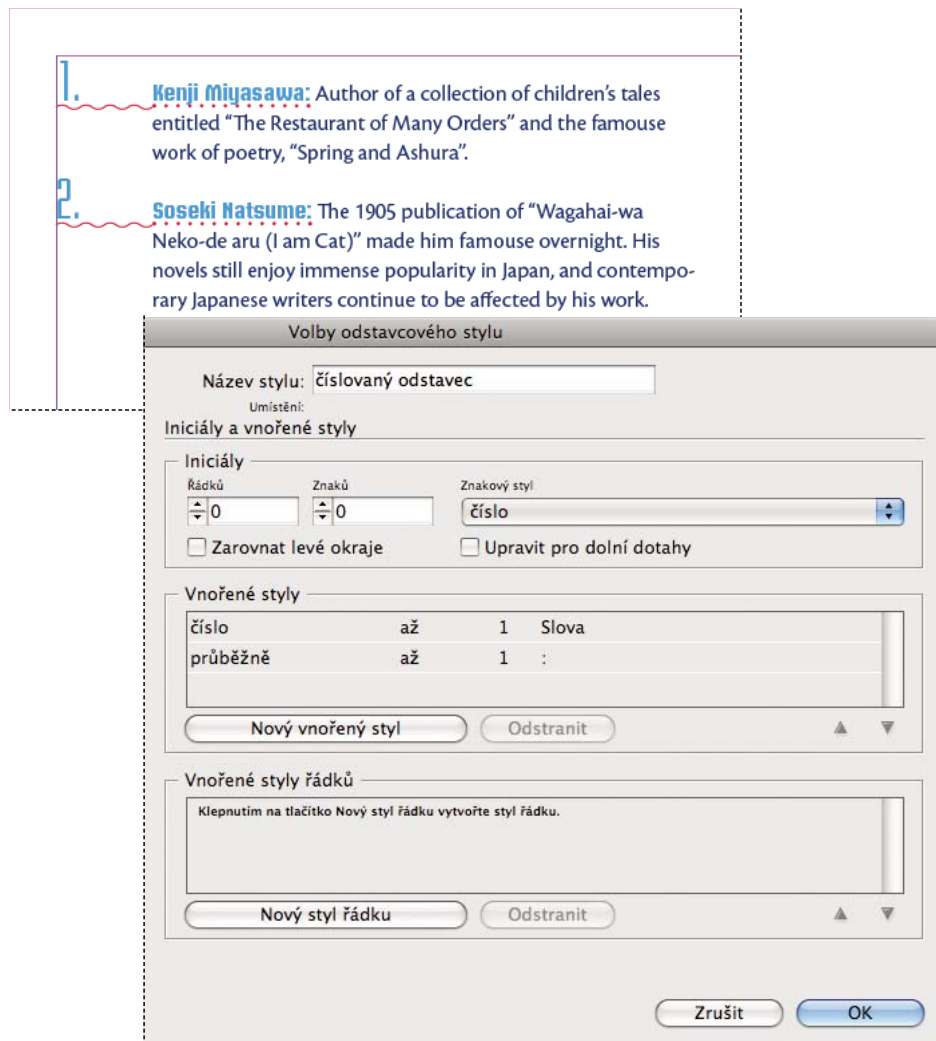 1. Kenji Miyasawa: Author of a collection of children’s tales
entitled “The Restaurant of Many Orders” and the famouse
work of poetry, “Spring and Ashura”.
2. Soseki Natsume: The 1905 publication of “Wagahai-wa
Neko-de aru (I am Cat)” made him famouse overnight. His
novels still enjoy immense popularity in Japan, and contempo-
rary Japanese writers continue to be affected by his work.
Volby odstavcového stylu
Název stylu: číslovaný odstavec
Umístění:
Iniciály a vnořené styly
Iniciály
Řádků Znaků Znakový styl
0 0 číslo
Zarovnat levé okraje Upravit pro dolní dotahy
Vnořené styly
číslo až 1 Slova
průběžně až 1 :
Nový vnořený styl Odstranit
Vnořené styly řádků
Klepnutím na tlačítko Nový styl řádku vytvořte styl řádku.
Nový styl řádku Odstranit
Zrušit OK